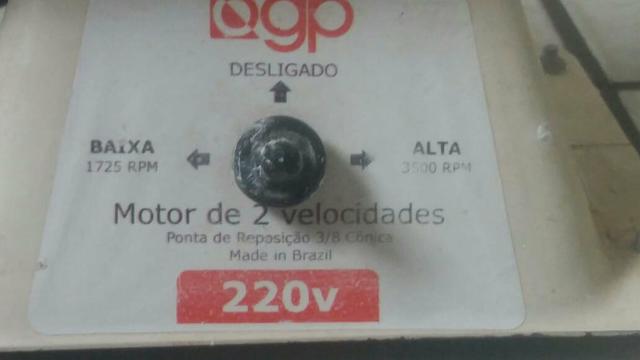 OGP
DESLIGADO
BAIXA
1725 RPM
ALTA
3500 RPM
Motor de 2 velocidades
Ponta de Reposição 3/8 Cônica
Made in Brazil
220v